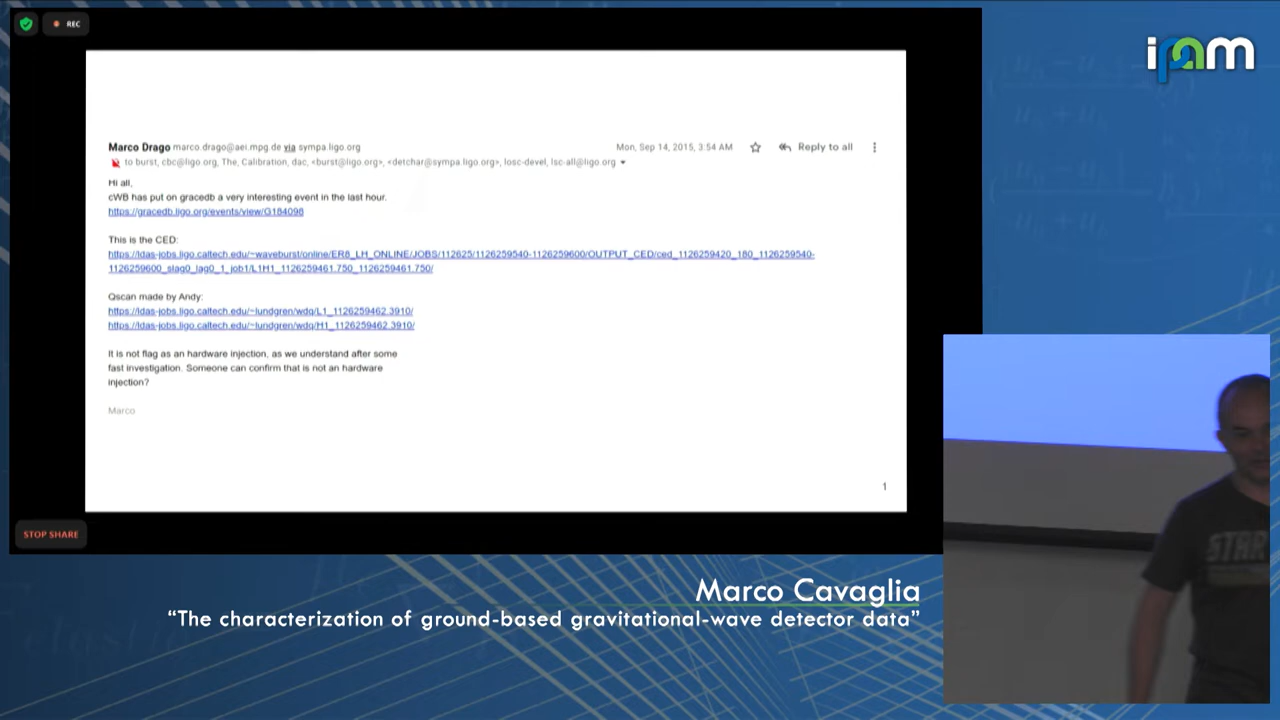 REC
ipam
Marco Drago marco.drago@aei.mpg.de via sympa.ligo.org
Mon, Sep 14, 2015, 3:54 AM
Reply to all
to burst, cbc@ligo.org, The, Calibration, dac, <burst@ligo.org>, <detchar@sympa.ligo.org>, losc-devel, lsc-all@ligo.org
Hi all,
cWB has put on gracedb a very interesting event in the last hour.
https://gracedb.ligo.org/events/view/G184098
This is the CED:
https://ldas-jobs.ligo.caltech.edu/~waveburst/online/ER8_LH_ONLINE/JOBS/112625/1126259540-1126259600/OUTPUT_CED/ced_1126259420_180_1126259540-
1126259600_slag0_lag0_1_job1/L1H1_1126259461.750_1126259461.750/
Qscan made by Andy:
https://ldas-jobs.ligo.caltech.edu/~lundgren/wdq/L1_1126259462.3910/
https://ldas-jobs.ligo.caltech.edu/~lundgren/wdq/H1_1126259462.3910/
It is not flag as an hardware injection, as we understand after some
fast investigation. Someone can confirm that is not an hardware
injection?
Marco
1
STOP SHARE
STAR
Marco Cavaglia
“The characterization of ground-based gravitational-wave detector data”